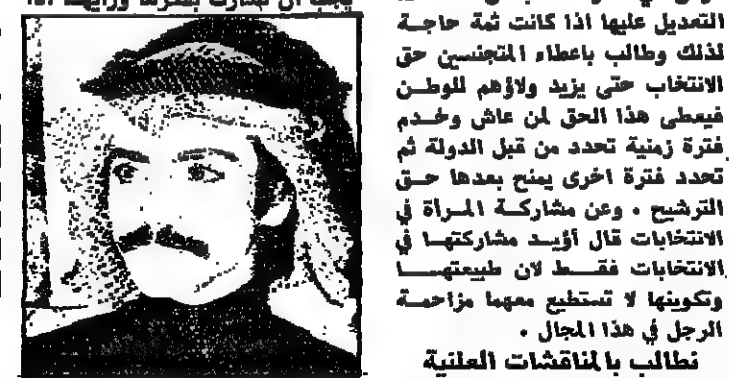 التعديل عليها اذا كانت ثمة حاجة
لذلك وطالب باعطاء المتجنسين حق
الانتخاب حتى يزيد ولاؤهم للوطن
فيعطى هذا الحق لمن عاش وخدم
فترة زمنية تحدد من قبل الدولة ثم
تحدد فترة اخرى يمنح بعدها حق
الترشيح ٠ وعن مشاركة المرأة في
الانتخابات قال أؤيد مشاركتها في
الانتخابات فقط لان طبيعتها
وتكوينها لا تستطيع معهما مزاحمة
الرجل في هذا المجال ٠
نطالب بالمناقشات العلنية